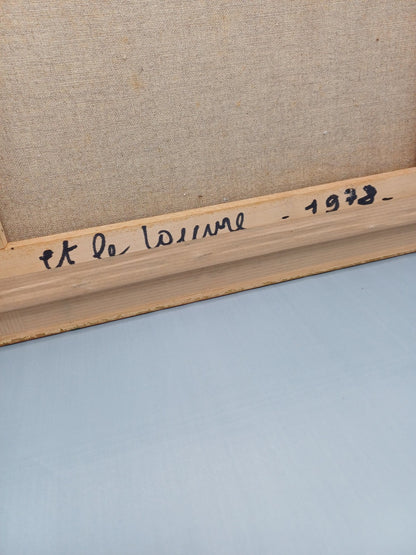 et le louvre - 1978-